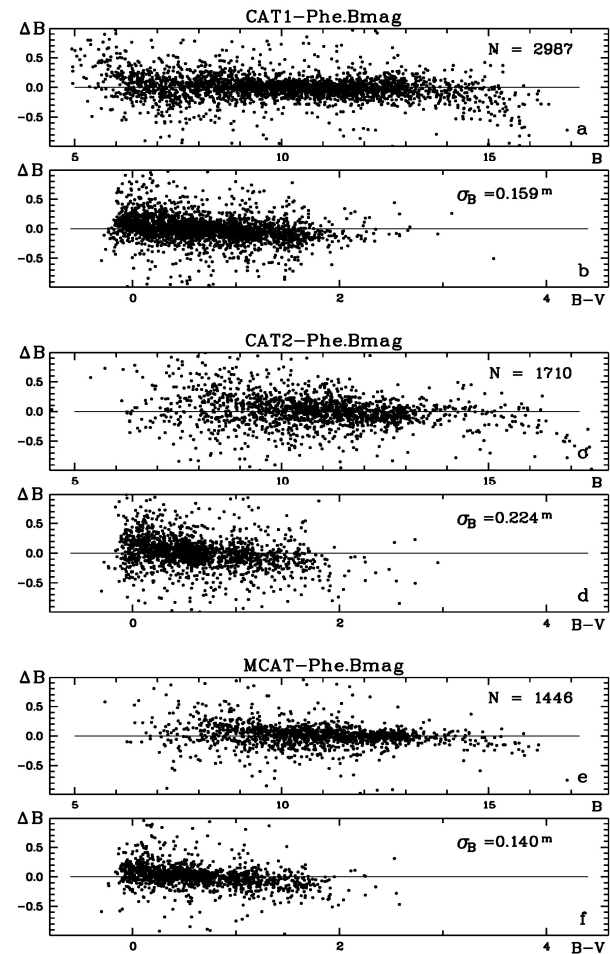 CAT1-Phe.Bmag
ΔB
N = 2987
0.5
0.0
-0.5
a
5 10 15 B
ΔB
σB =0.159m
0.5
0.0
-0.5
b
0 2 4 B-V
CAT2-Phe.Bmag
ΔB
N = 1710
0.5
0.0
-0.5
c
5 10 15 B
ΔB
σB =0.224m
0.5
0.0
-0.5
d
0 2 4 B-V
MCAT-Phe.Bmag
ΔB
N = 1446
0.5
0.0
-0.5
e
5 10 15 B
ΔB
σB =0.140m
0.5
0.0
-0.5
f
0 2 4 B-V